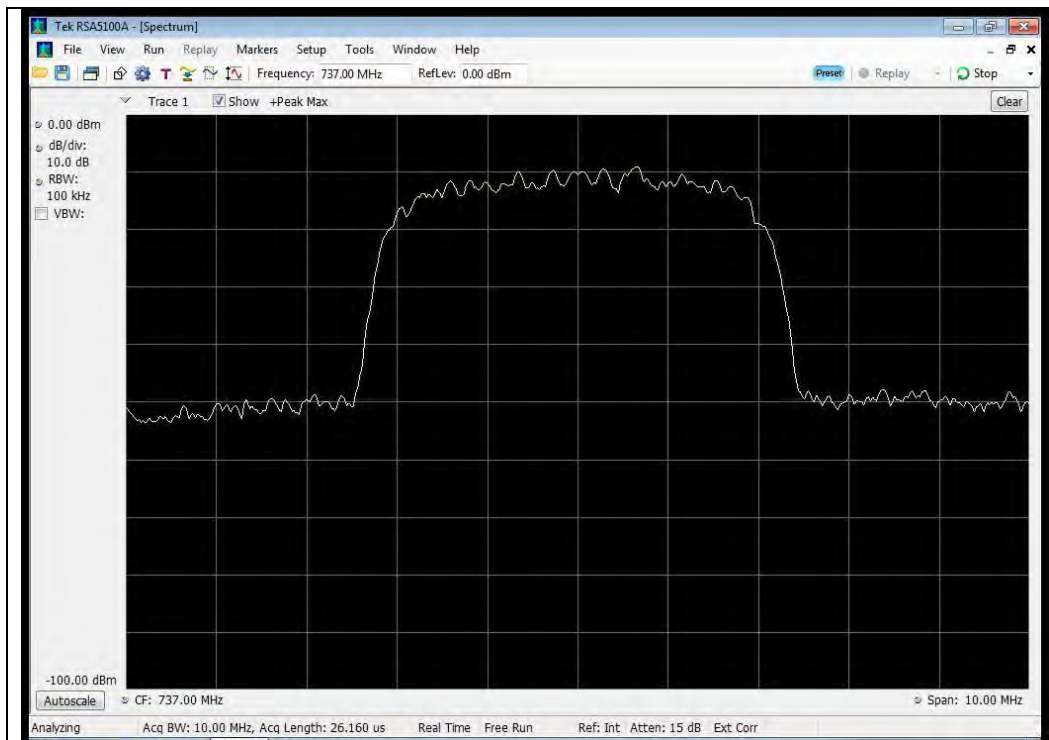 Tek RSA5100A - [Spectrum]
File View Run Replay Markers Setup Tools Window Help
T Frequency: 737.00 MHz RefLev: 0.00 dBm Preset Replay Stop
Trace 1 Show +Peak Max Clear
0.00 dBm
dB/div:
10.0 dB
RBW:
100 kHz
VBW:
-100.00 dBm
Autoscale CF: 737.00 MHz Span: 10.00 MHz
Analyzing Acq BW: 10.00 MHz, Acq Length: 26.160 us Real Time Free Run Ref: Int Atten: 15 dB Ext Corr